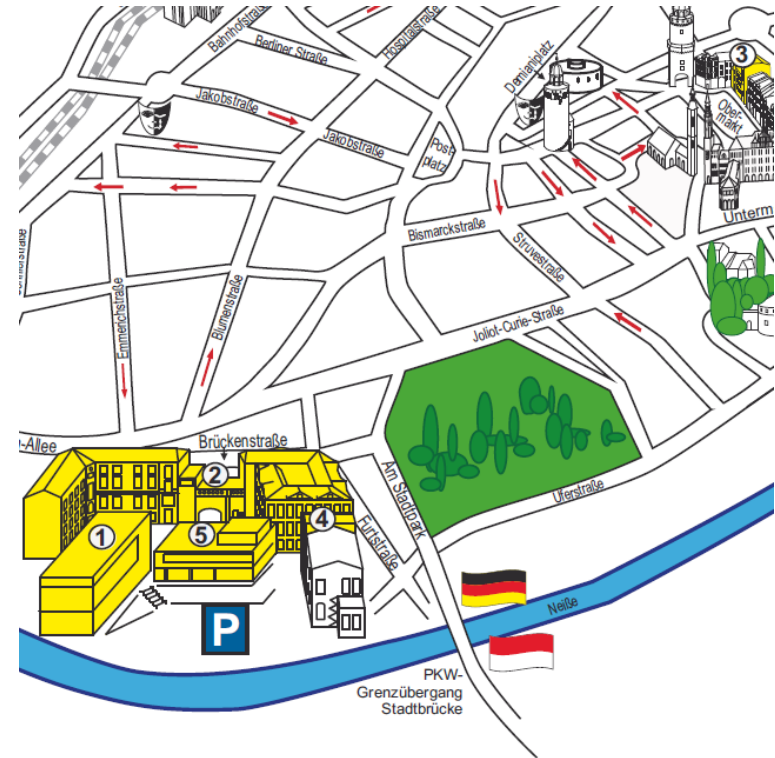 Bahnhofstraße
Berliner Straße
Hospitalstraße
Demianiplatz
3
Jakobstraße
Ober-
markt
Jakobstraße
Post-
platz
Unterm
Bismarckstraße
Struvestraße
Emmerichstraße
Blumenstraße
Joliot-Curie-Straße
-Allee
Brückenstraße
2
Am Stadtpark
Uferstraße
1
5
4
Furtstraße
P
Neiße
PKW-
Grenzübergang
Stadtbrücke